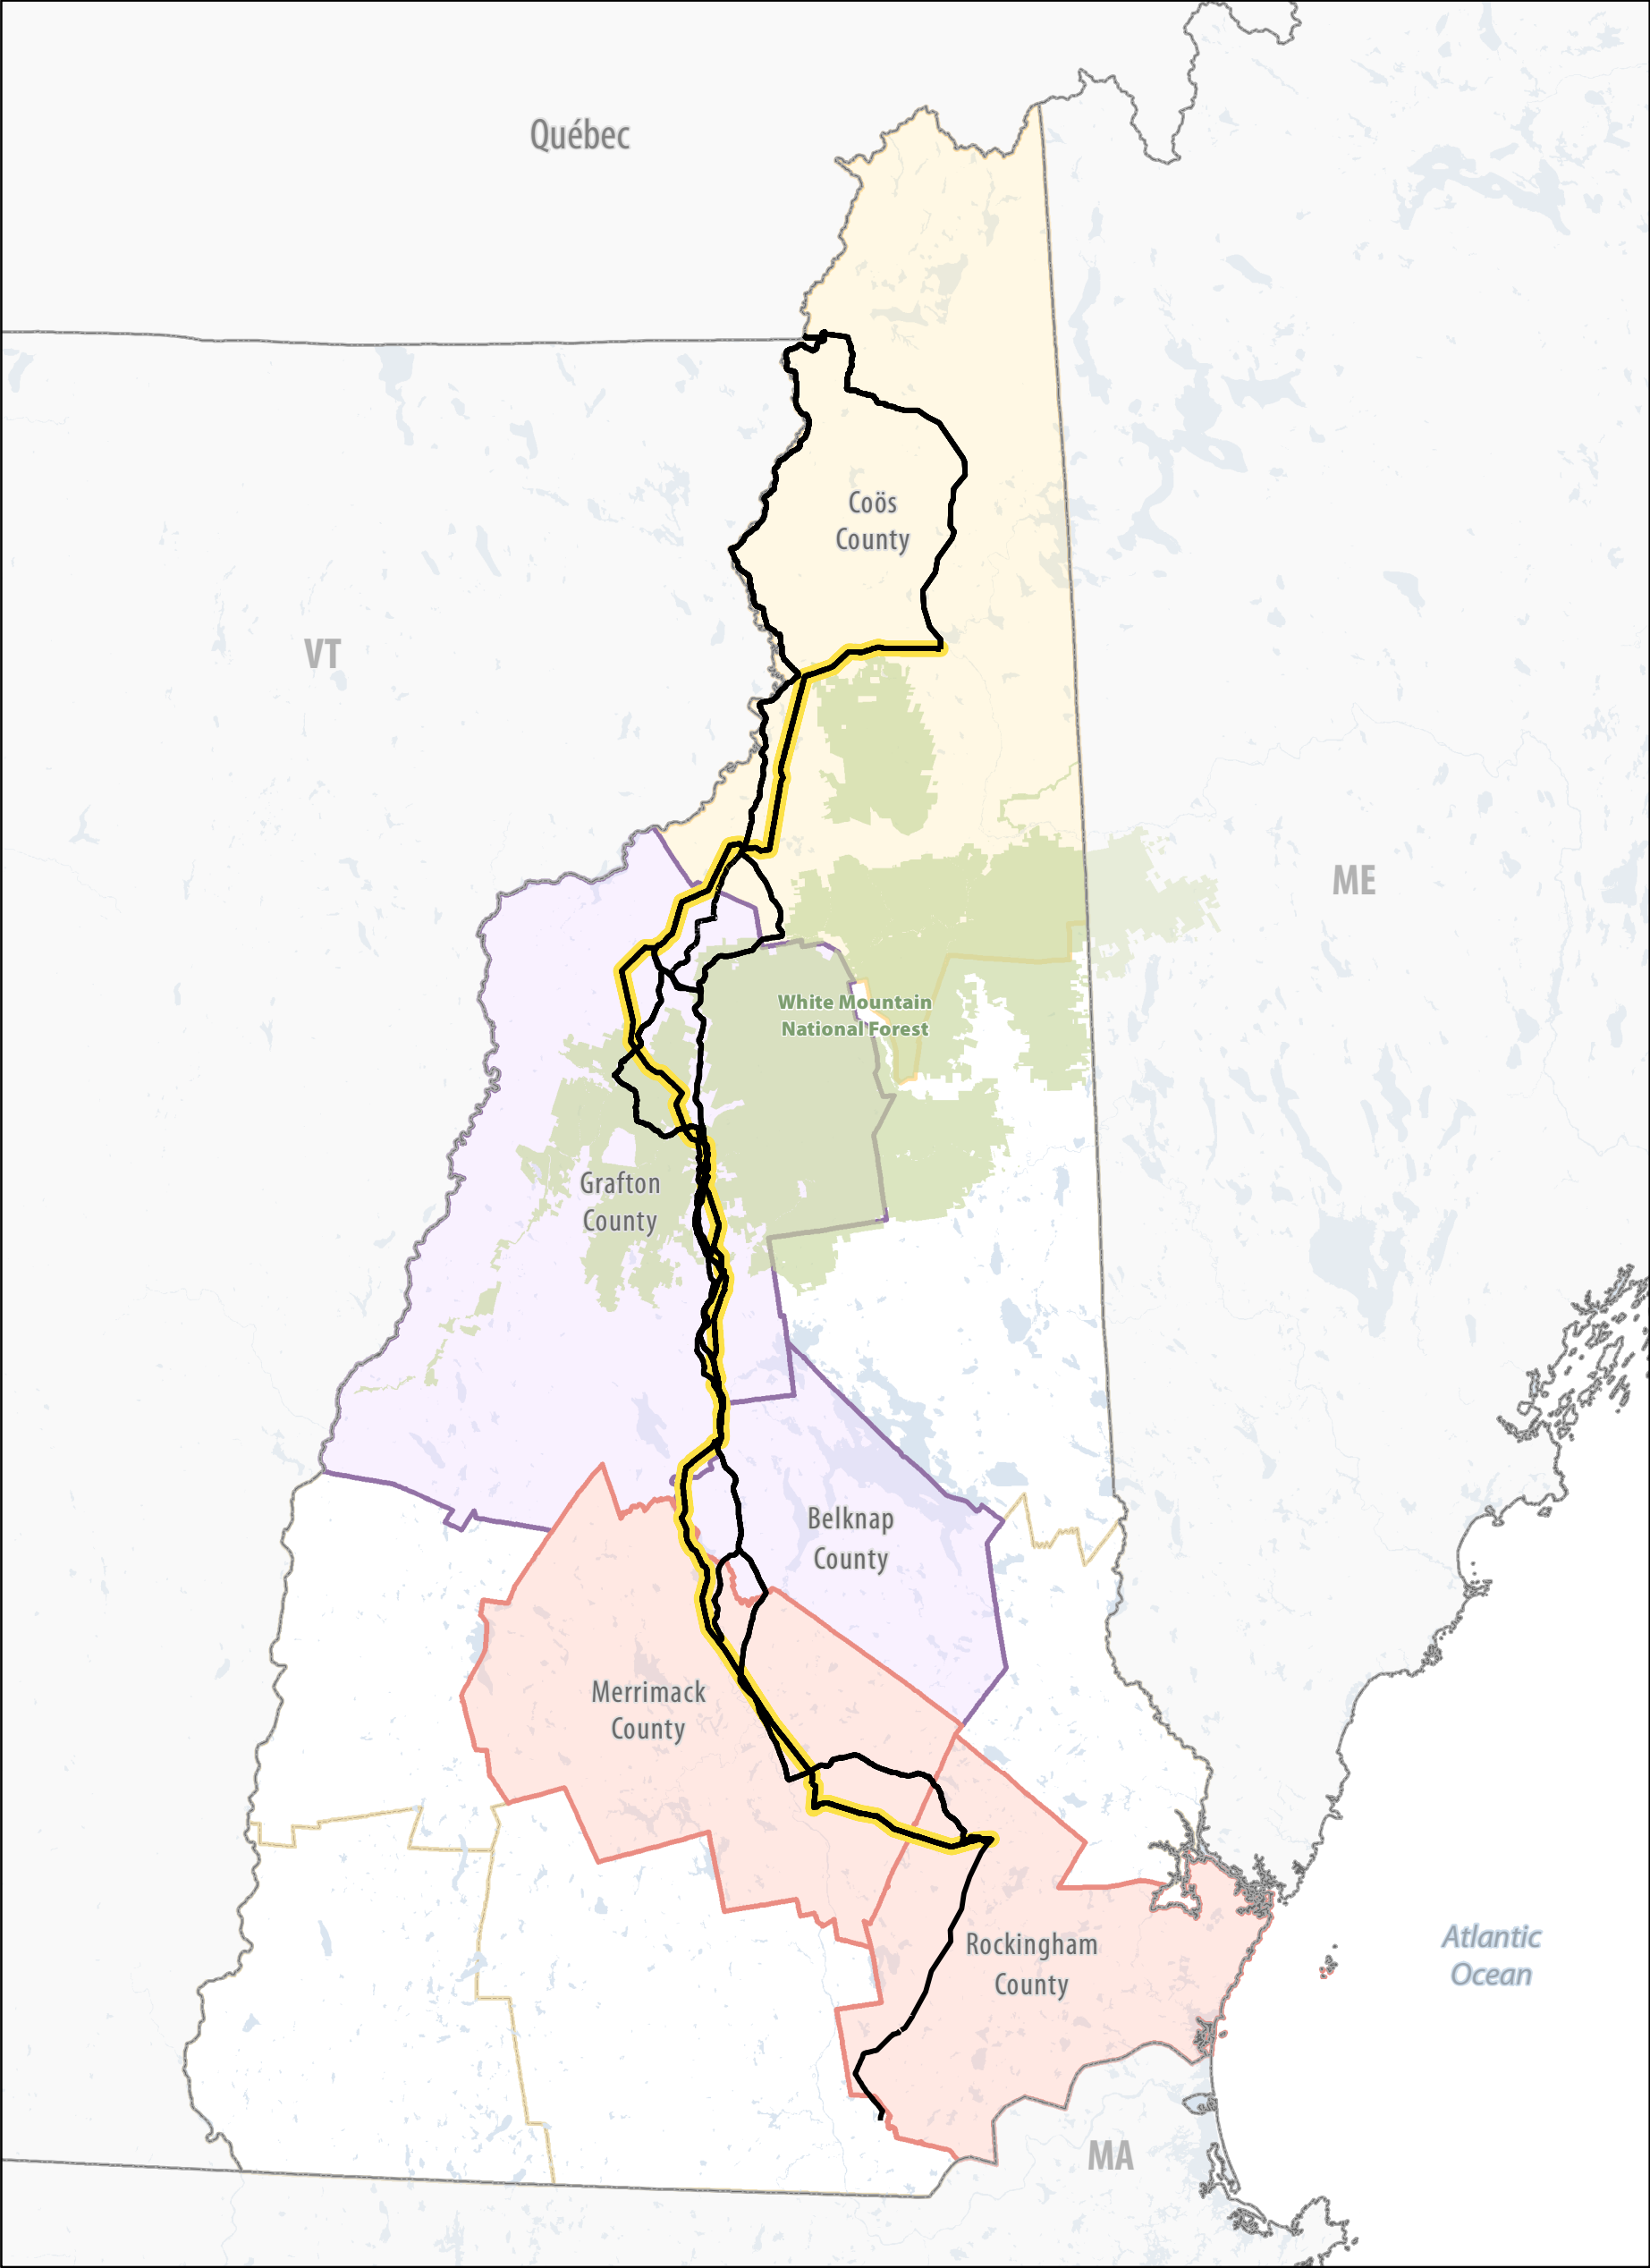 Québec
Coös
County
VT
ME
White Mountain
National Forest
Grafton
County
Belknap
County
Merrimack
County
Rockingham
County
Atlantic
Ocean
MA